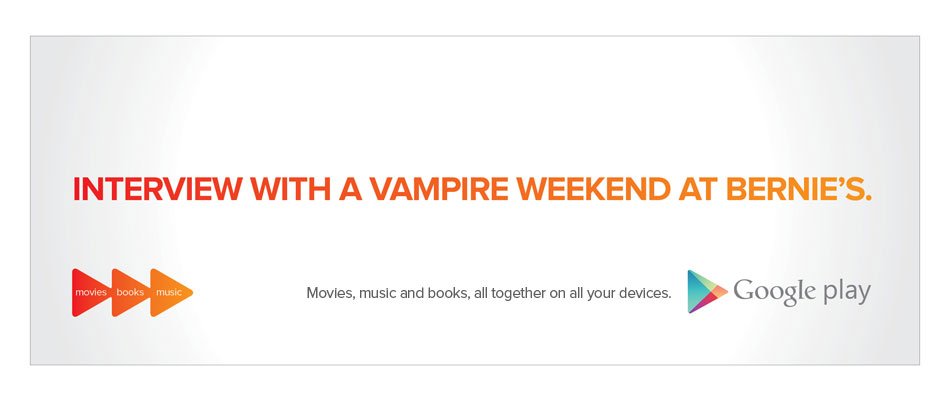 INTERVIEW WITH A VAMPIRE WEEKEND AT BERNIE’S.
movies books music
Movies, music and books, all together on all your devices.
Google play